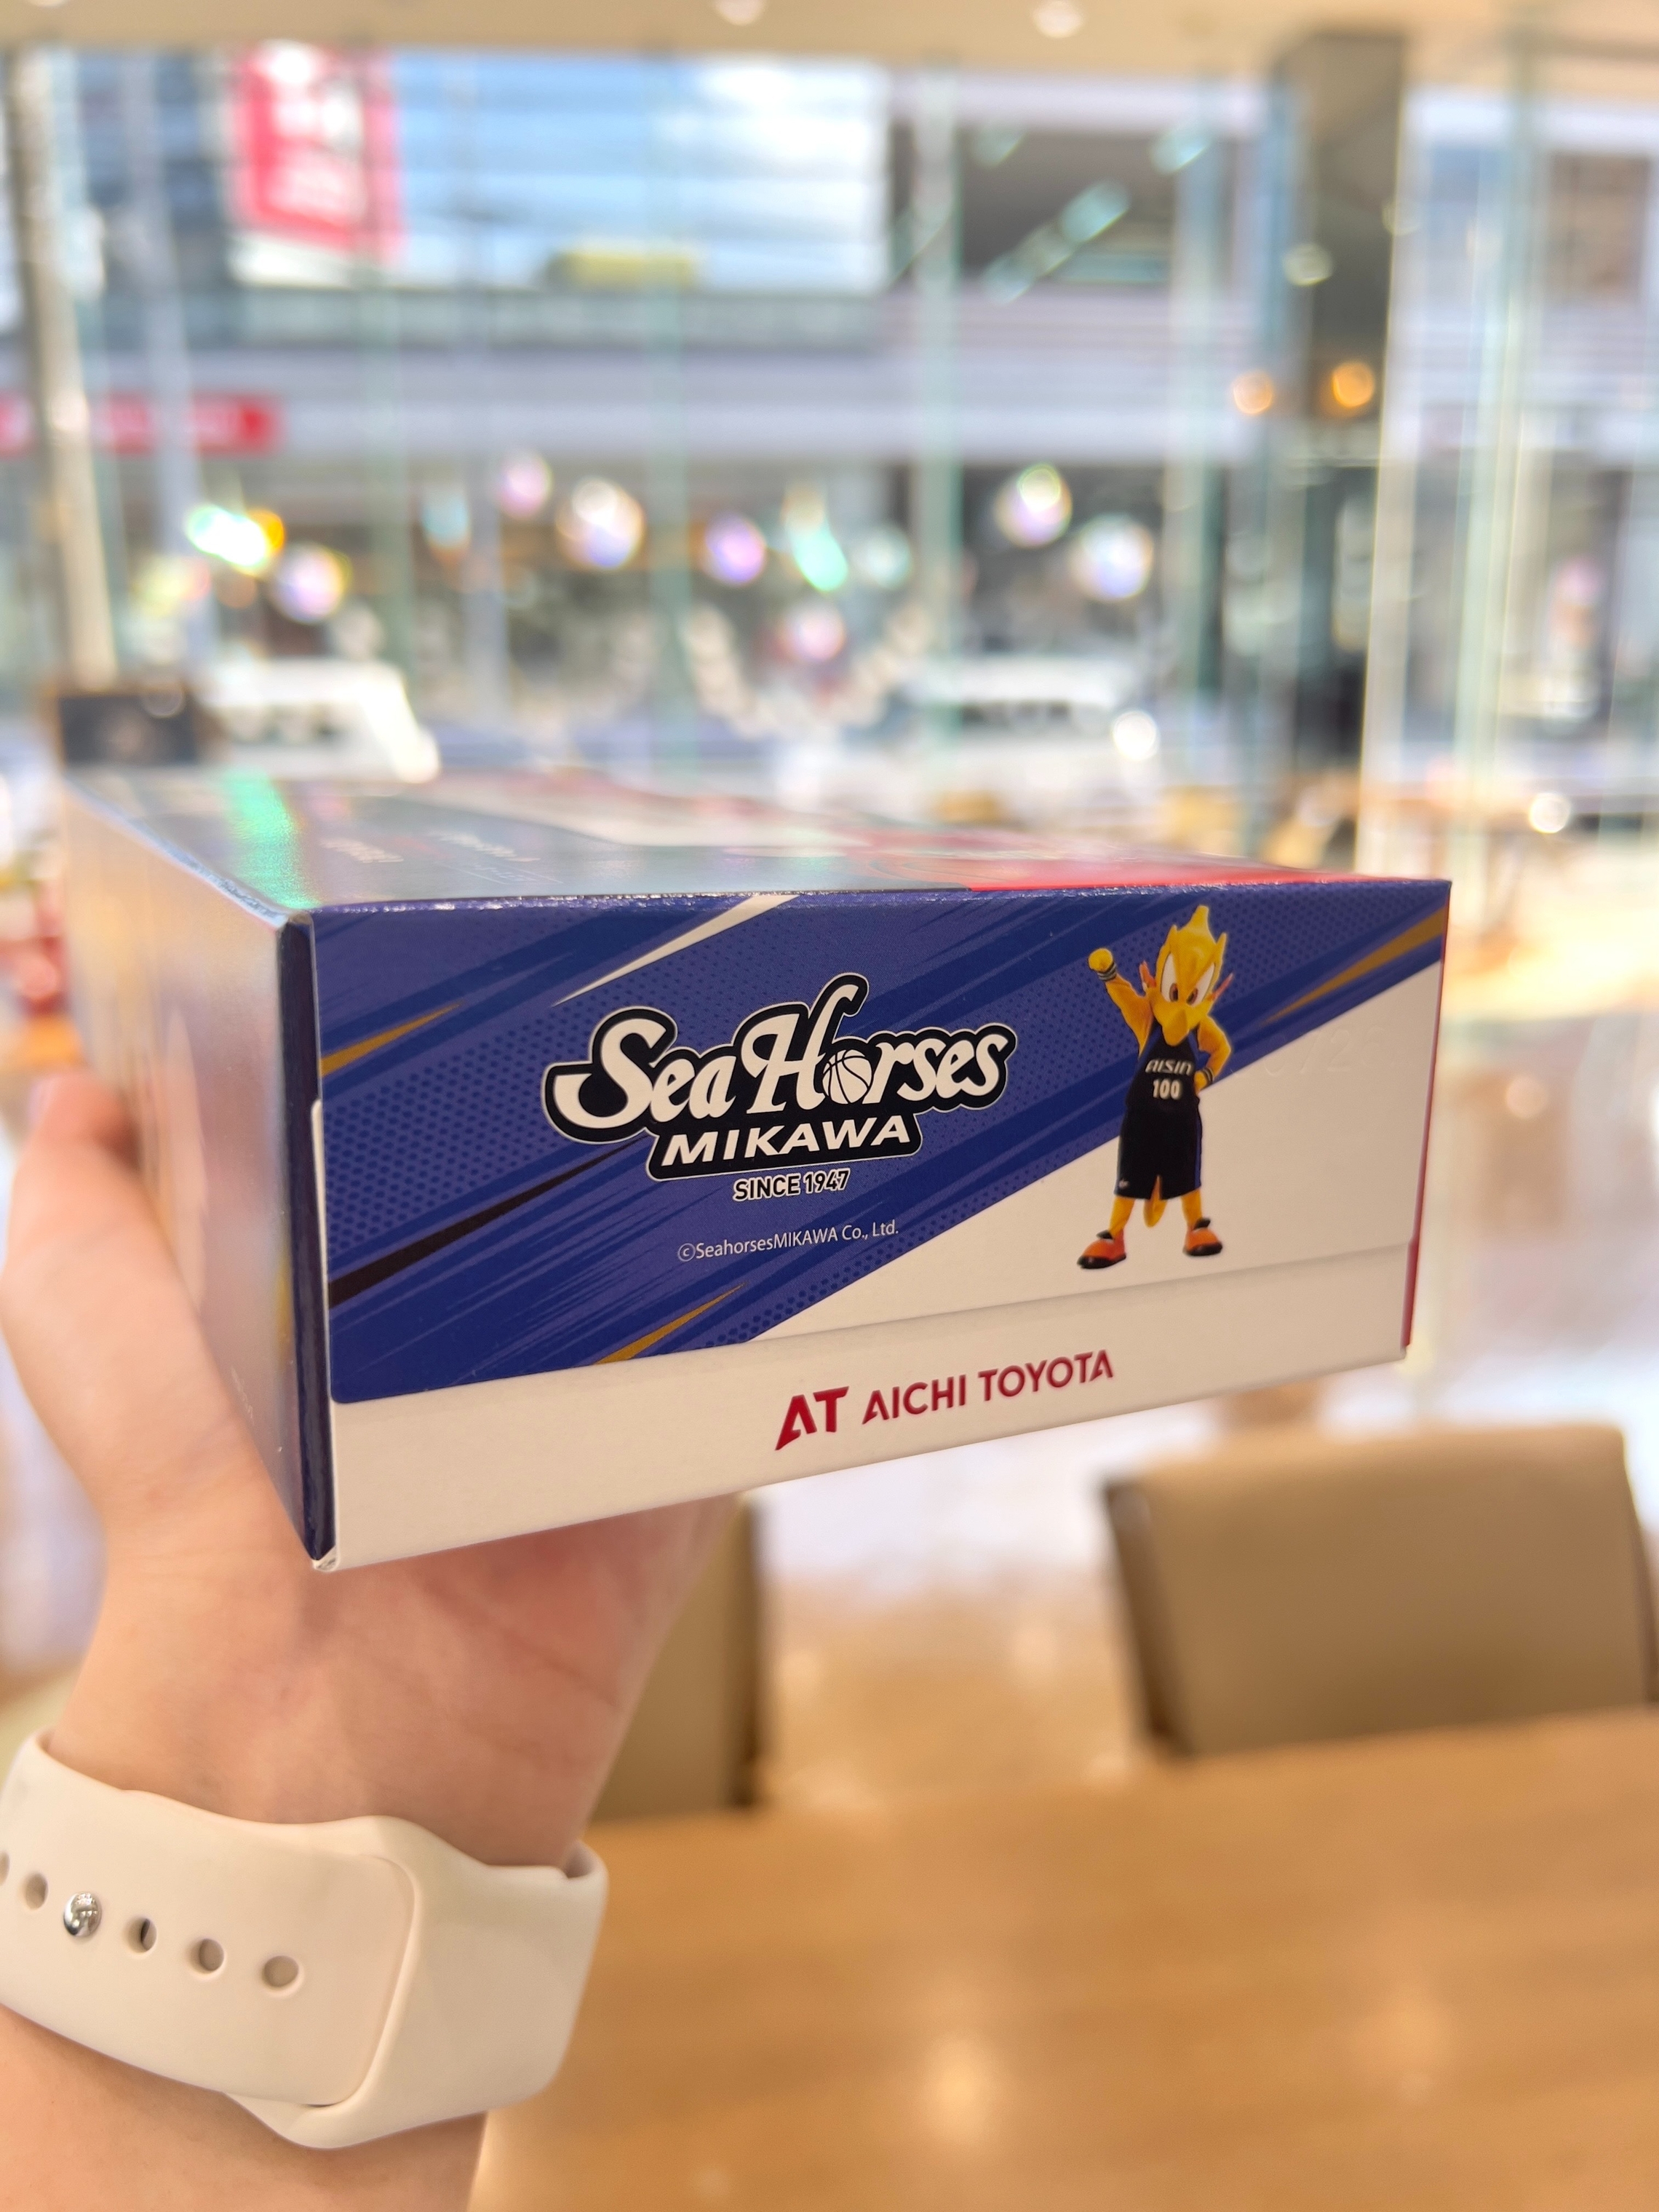 SeaHorses
MIKAWA
SINCE 1947
©SeahorsesMIKAWA Co., Ltd.
AISIN
100
AT AICHI TOYOTA